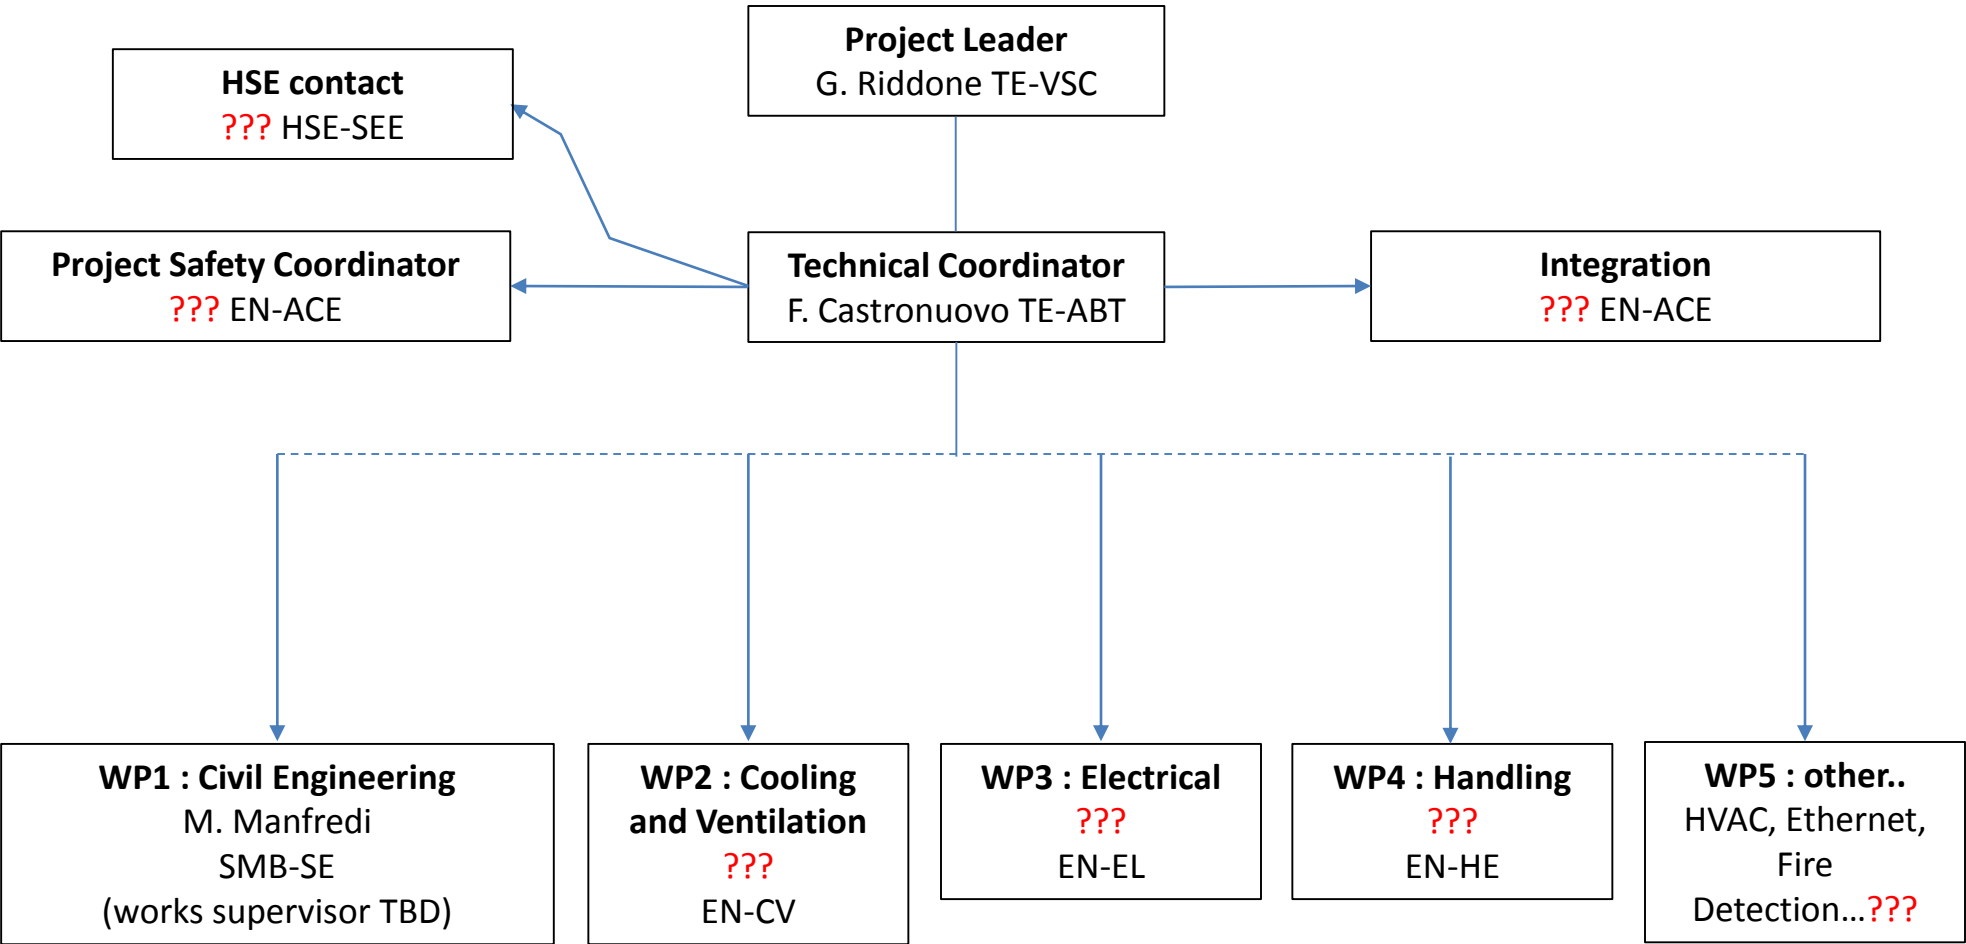 Project Leader
G. Riddone TE-VSC
HSE contact
??? HSE-SEE
Project Safety Coordinator
??? EN-ACE
Technical Coordinator
F. Castronuovo TE-ABT
Integration
??? EN-ACE
WP1 : Civil Engineering
M. Manfredi
SMB-SE
(works supervisor TBD)
WP2 : Cooling
and Ventilation
???
EN-CV
WP3 : Electrical
???
EN-EL
WP4 : Handling
???
EN-HE
WP5 : other..
HVAC, Ethernet,
Fire
Detection...???